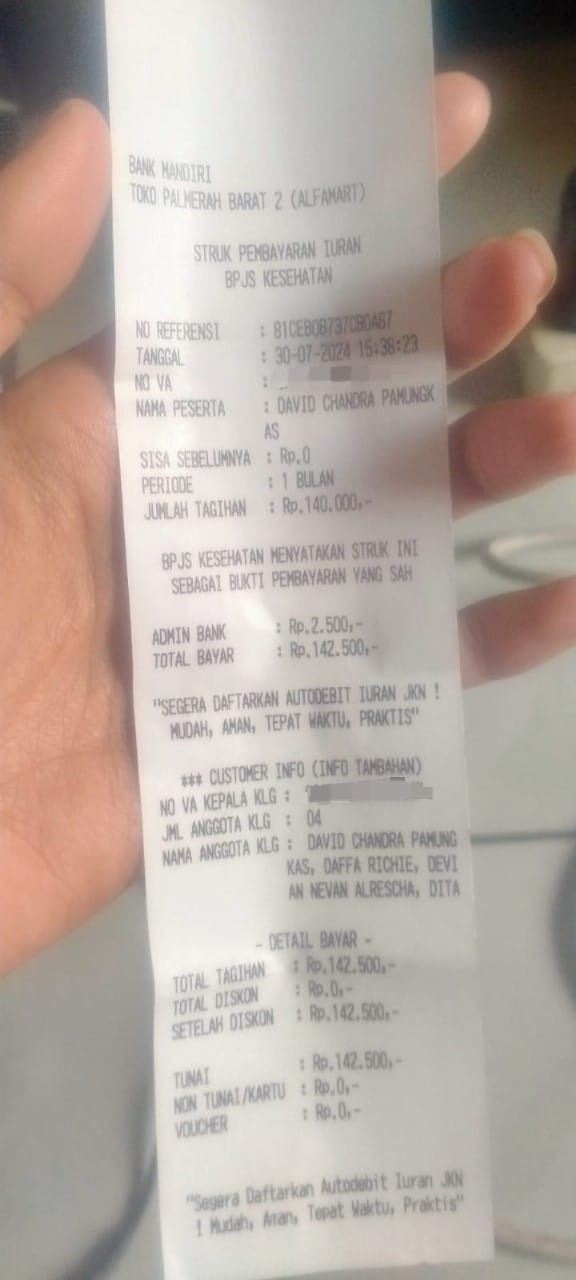 BANK MANDIRI
TOKO PALMERAH BARAT 2 (ALFAMART)
STRUK PEMBAYARAN IURAN
BPJS KESEHATAN
NO REFERENSI : 81CEB0B737CB0A67
TANGGAL : 30-07-2024 15:36:23
NO VA :
NAMA PESERTA : DAVID CHANDRA PAMUNGK
AS
SISA SEBELUMNYA : Rp.0
PERIODE : 1 BULAN
JUMLAH TAGIHAN : Rp.140.000,-
BPJS KESEHATAN MENYATAKAN STRUK INI
SEBAGAI BUKTI PEMBAYARAN YANG SAH
ADMIN BANK : Rp.2.500,-
TOTAL BAYAR : Rp.142.500,-
"SEGERA DAFTARKAN AUTODEBIT IURAN JKN !
MUDAH, AMAN, TEPAT WAKTU, PRAKTIS"
*** CUSTOMER INFO (INFO TAMBAHAN)
NO VA KEPALA KLG :
JML ANGGOTA KLG : 04
NAMA ANGGOTA KLG : DAVID CHANDRA PAMUNG
KAS, DAFFA RICHIE, DEVI
AN NEVAN ALRESCHA, DITA
- DETAIL BAYAR -
TOTAL TAGIHAN : Rp.142.500,-
TOTAL DISKON : Rp.0,-
SETELAH DISKON : Rp.142.500,-
TUNAI : Rp.142.500,-
NON TUNAI/KARTU : Rp.0,-
VOUCHER : Rp.0,-
"Segera Daftarkan Autodebit Iuran JKN
! Mudah, Aman, Tepat Waktu, Praktis"